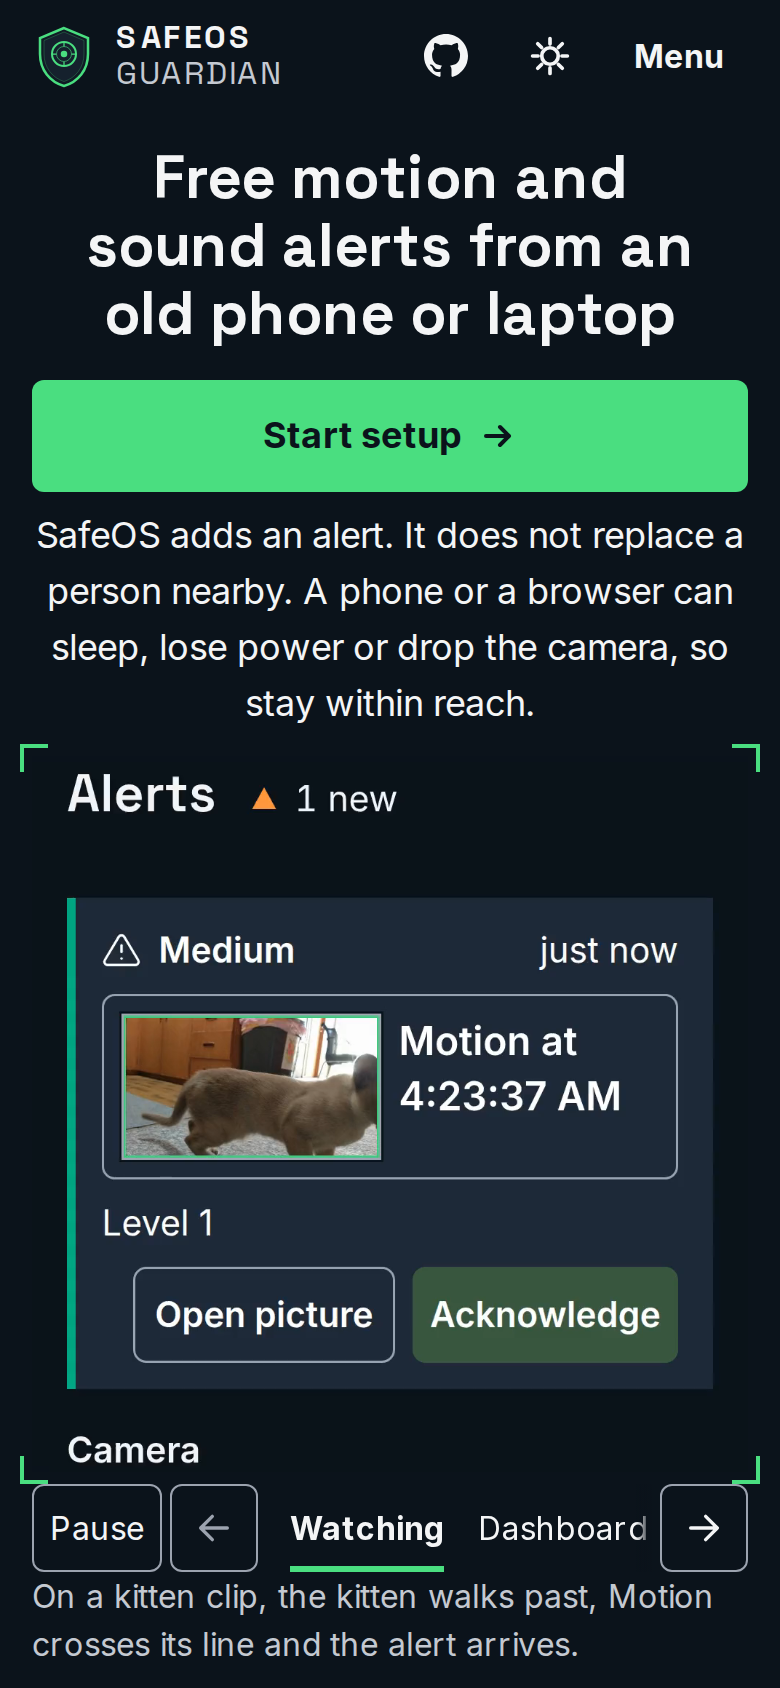 SAFEOS
GUARDIAN
Menu
Free motion and
sound alerts from an
old phone or laptop
Start setup →
SafeOS adds an alert. It does not replace a
person nearby. A phone or a browser can
sleep, lose power or drop the camera, so
stay within reach.
Alerts ▲ 1 new
Medium just now
Motion at
4:23:37 AM
Level 1
Open picture Acknowledge
Camera
Pause ← Watching Dashboard →
On a kitten clip, the kitten walks past, Motion
crosses its line and the alert arrives.